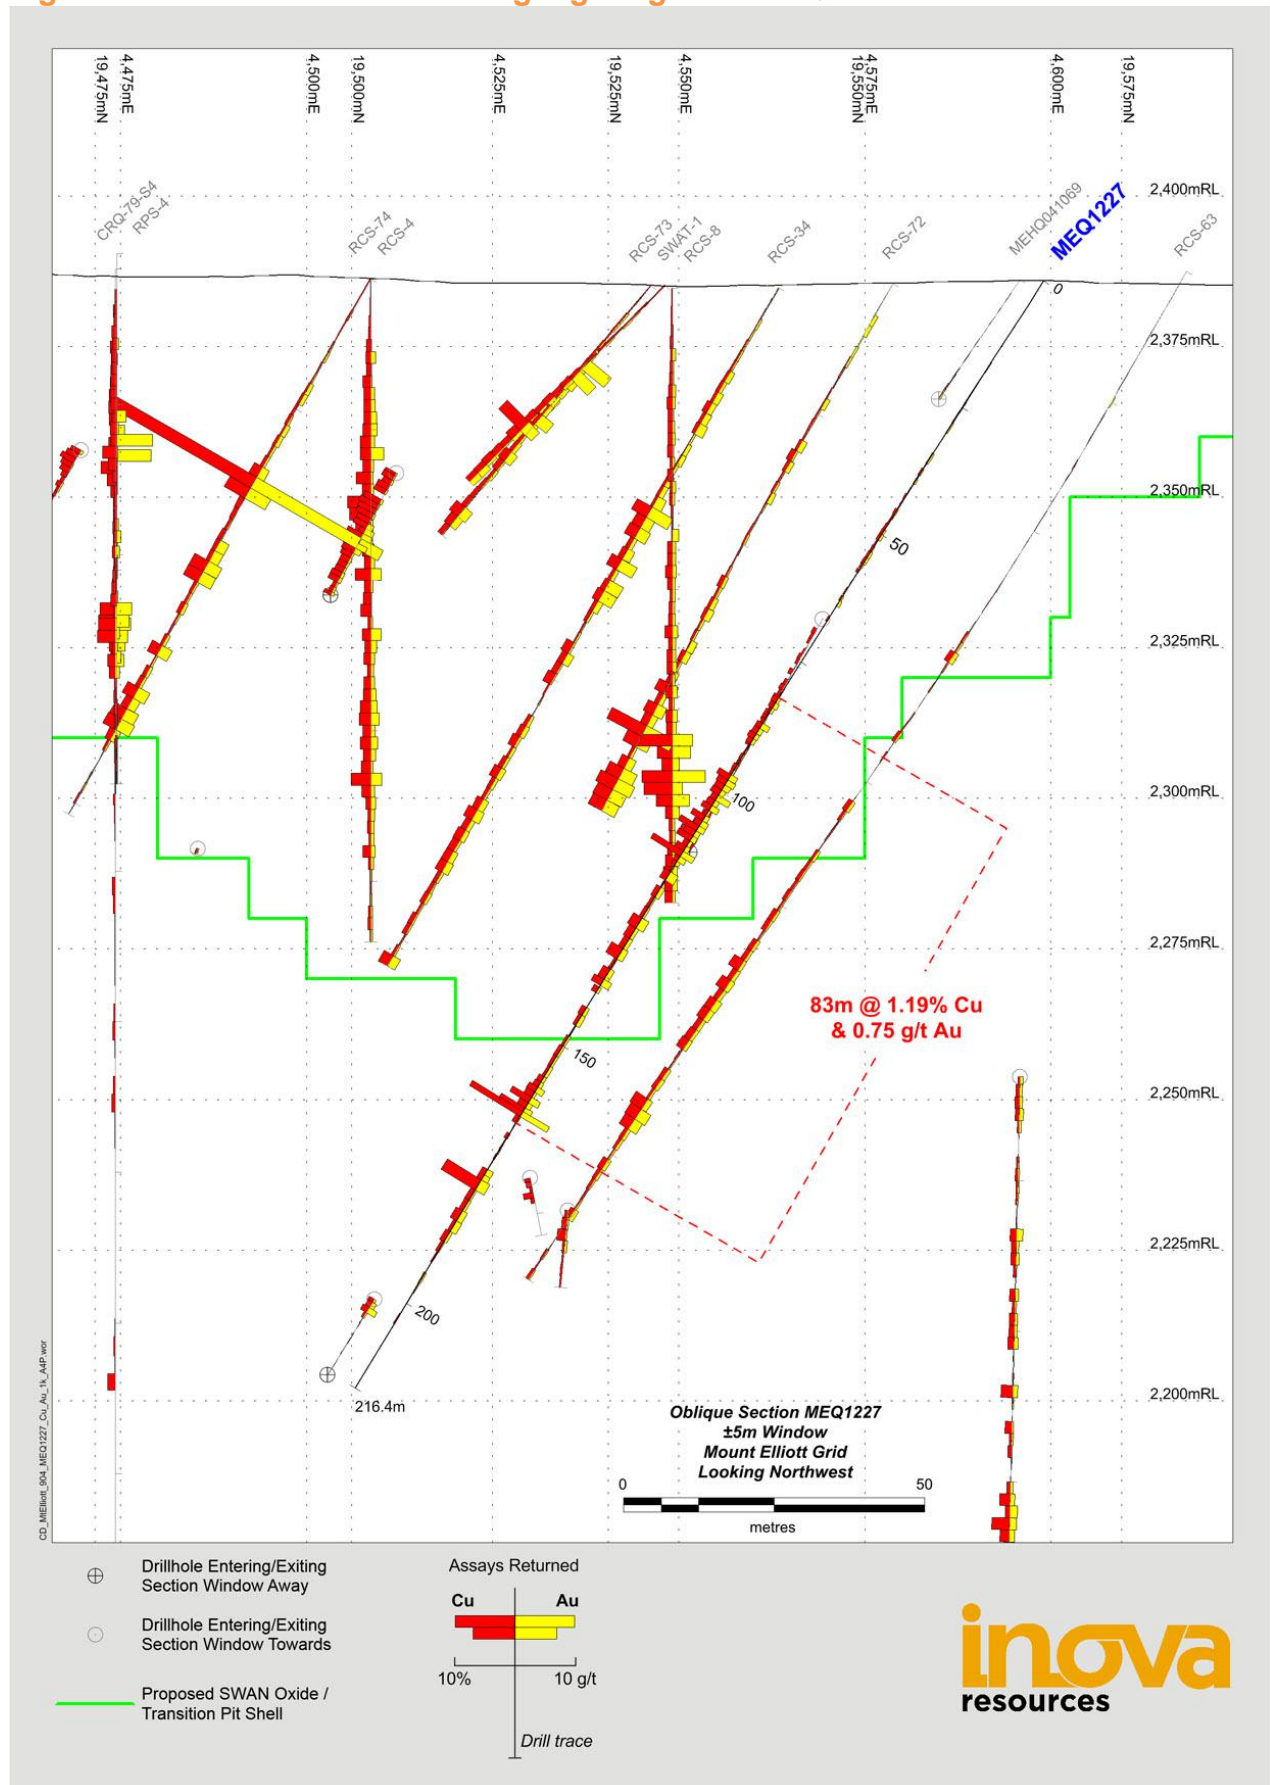 19,475mN
4,475mE
4,500mE
19,500mN
4,525mE
19,525mN
4,550mE
19,550mN
4,575mE
4,600mE
19,575mN
2,400mRL
CRQ-79-S4
RPS-4
RCS-74
RCS-4
RCS-73
SWAT-1
RCS-8
RCS-34
RCS-72
MEHQ041069
MEQ1227
RCS-63
0
2,375mRL
2,350mRL
50
2,325mRL
2,300mRL
100
2,275mRL
83m @ 1.19% Cu
& 0.75 g/t Au
150
2,250mRL
2,225mRL
200
2,200mRL
216.4m
Oblique Section MEQ1227
±5m Window
Mount Elliott Grid
Looking Northwest
0
50
metres
CD_MtElliott_904_MEQ1227_Cu_Au_1k_A4P.wor
Drillhole Entering/Exiting
Section Window Away
Drillhole Entering/Exiting
Section Window Towards
Proposed SWAN Oxide /
Transition Pit Shell
Assays Returned
Cu
Au
10%
10 g/t
Drill trace
inova
resources